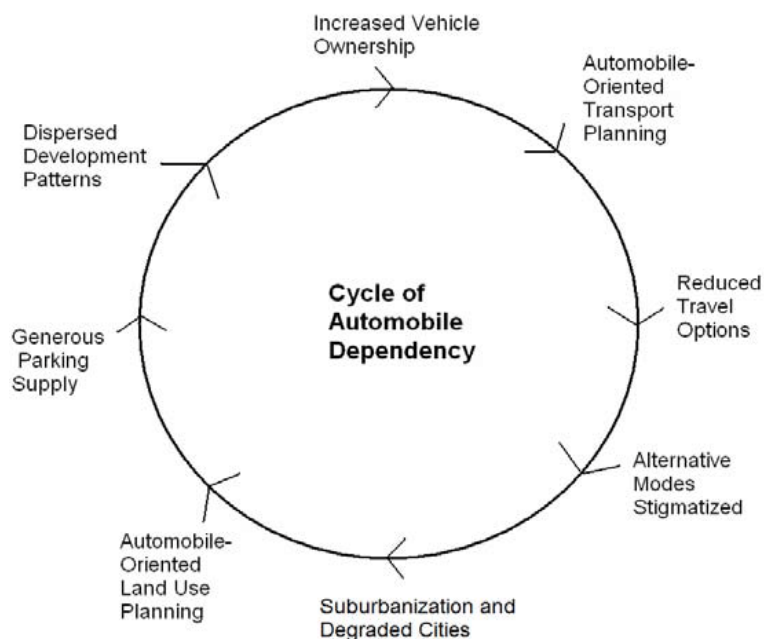 Increased Vehicle
Ownership
Automobile-
Oriented
Transport
Planning
Reduced
Travel
Options
Alternative
Modes
Stigmatized
Suburbanization and
Degraded Cities
Automobile-
Oriented
Land Use
Planning
Generous
Parking
Supply
Dispersed
Development
Patterns
Cycle of
Automobile
Dependency